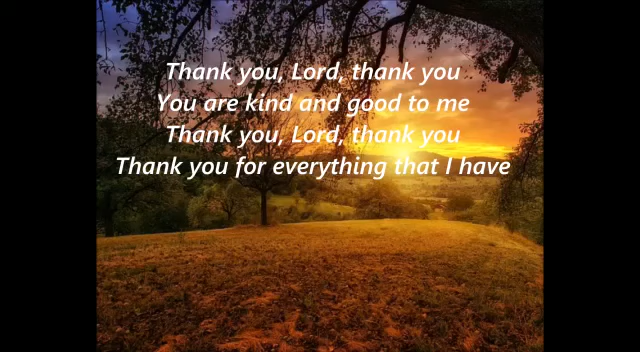 Thank you, Lord, thank you
You are kind and good to me
Thank you, Lord, thank you
Thank you for everything that I have